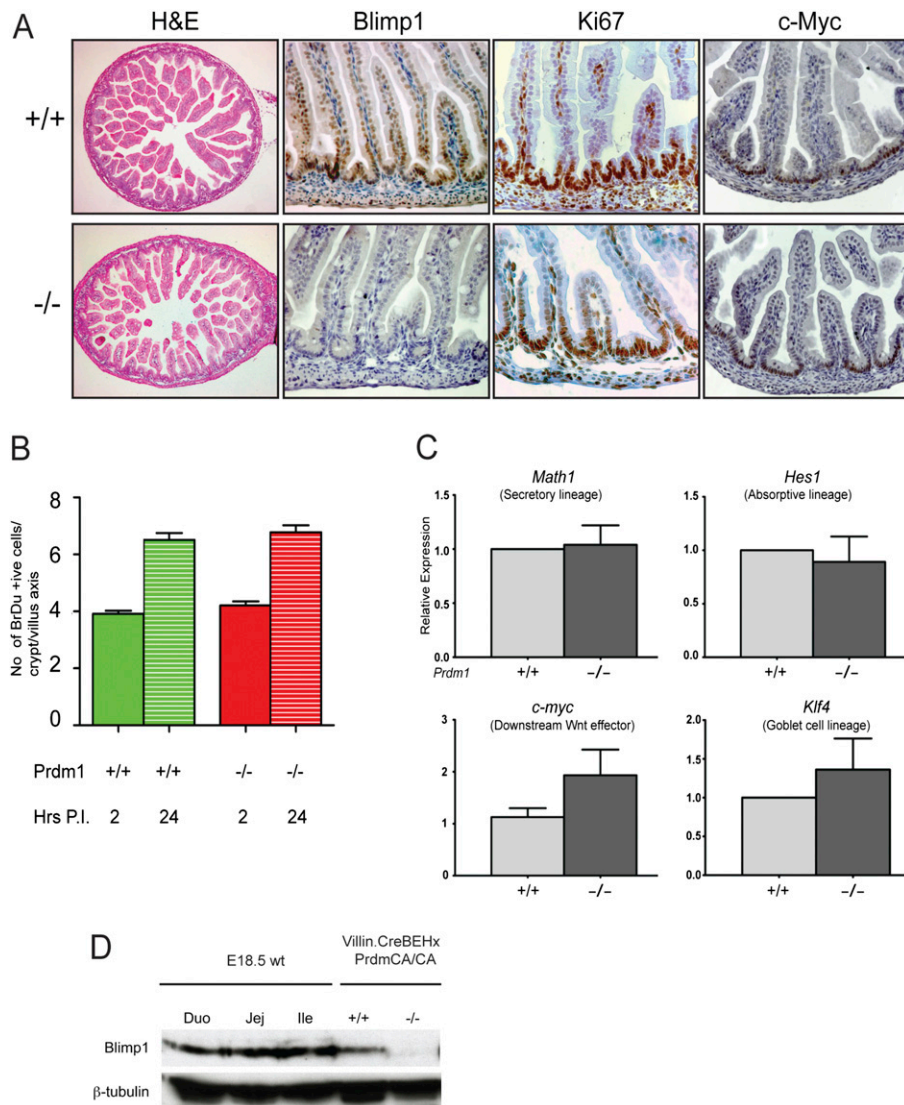 A
H&E Blimp1 Ki67 c-Myc
+/+
-/-
B
No of BrDu +ive cells/
crypt/villus axis
8
6
4
2
0
Prdm1 +/+ +/+ -/- -/-
Hrs P.I. 2 24 2 24
C
Math1
(Secretory lineage)
Relative Expression
1.5
1.0
0.5
0
Prdm1 +/+ −/−
Hes1
(Absorptive lineage)
1.5
1.0
0.5
0
+/+ −/−
c-myc
(Downstream Wnt effector)
3
2
1
0
+/+ −/−
Klf4
(Goblet cell lineage)
2.0
1.5
1.0
0.5
0
+/+ −/−
D
E18.5 wt
Villin.CreBEHx
PrdmCA/CA
Duo Jej Ile +/+ -/-
Blimp1
β-tubulin